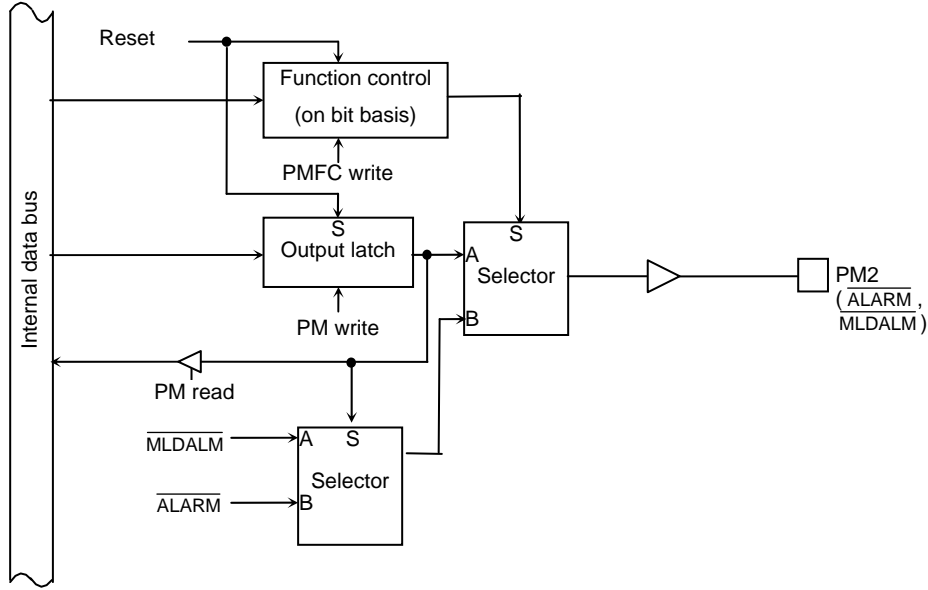 Reset
Function control
(on bit basis)
PMFC write
Internal data bus
S
Output latch
PM write
A
S
Selector
B
PM2
( ALARM ,
MLDALM )
PM read
MLDALM
A
S
Selector
ALARM
B